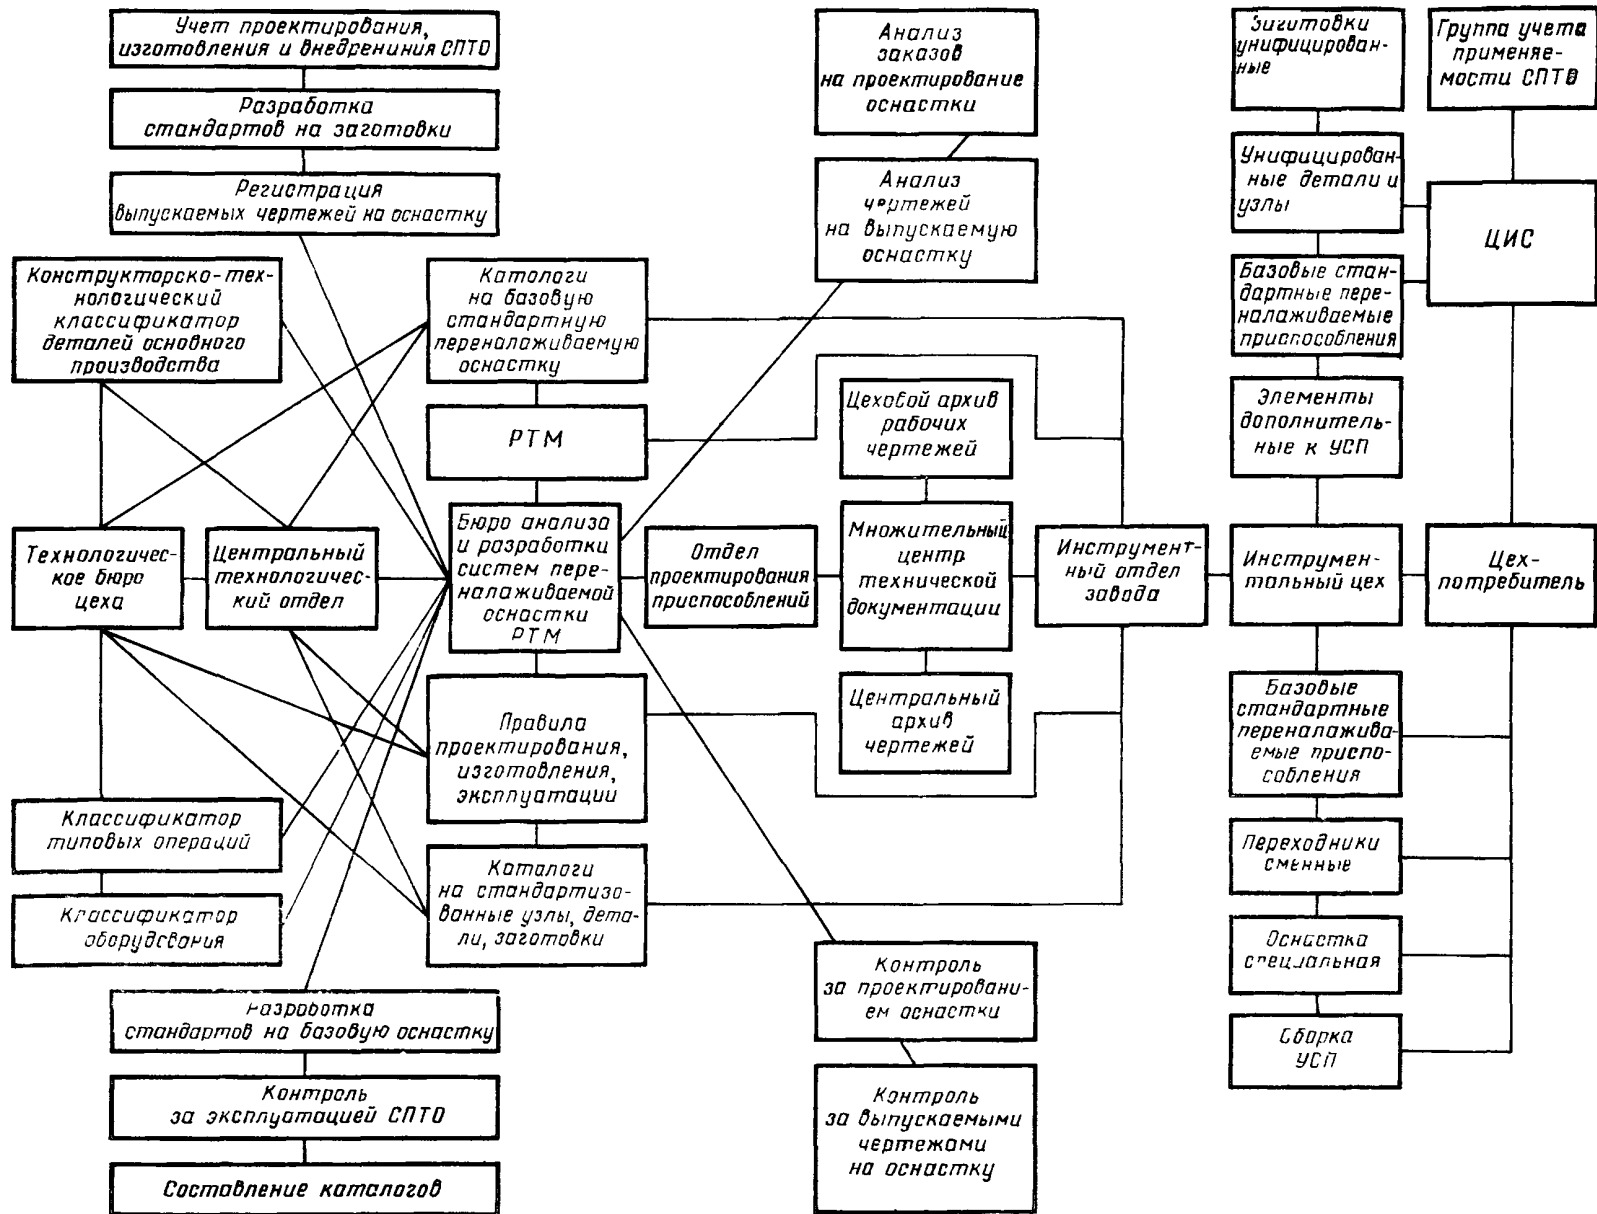 Учет проектирования,
изготовления и внедрениния СПТО
Разработка
стандартов на заготовки
Регистрация
выпускаемых чертежей на оснастку
Конструкторско-тех-
нологический
классификатор
деталей основного
производства
Технологичес-
кое бюро
цеха
Центральный
технологичес-
кий отдел
Классификатор
типовых операций
Классификатор
оборудования
Разработка
стандартов на базовую оснастку
Контроль
за эксплуатацией СПТО
Составление каталогов
Каталоги
на базовую
стандартную
переналаживаемую
оснастку
РТМ
Бюро анализа
и разработки
систем пере-
налаживаемой
оснастки
РТМ
Правила
проектирования,
изготовления,
эксплуатации
Каталоги
на стандартизо-
ванные узлы, дета-
ли, заготовки
Отдел
проектирования
приспособлений
Анализ
заказов
на проектирование
оснастки
Анализ
чертежей
на выпускаемую
оснастку
Цеховой архив
рабочих
чертежей
Множительный
центр
технической
документации
Центральный
архив
чертежей
Контроль
за проектировани-
ем оснастки
Контроль
за выпускаемыми
чертежами
на оснастку
Инструмент-
ный отдел
завода
Заготовки
унифицирован-
ные
Унифицирован-
ные детали и
узлы
Базовые стан-
дартные пере-
налаживаемые
приспособления
Элементы
дополнитель-
ные к УСП
Инструмен-
тальный цех
Базовые
стандартные
переналажива-
емые приспо-
собления
Переходники
сменные
Оснастка
специальная
Сборка
УСП
Группа учета
применяе-
мости СПТО
ЦИС
Цех-
потребитель